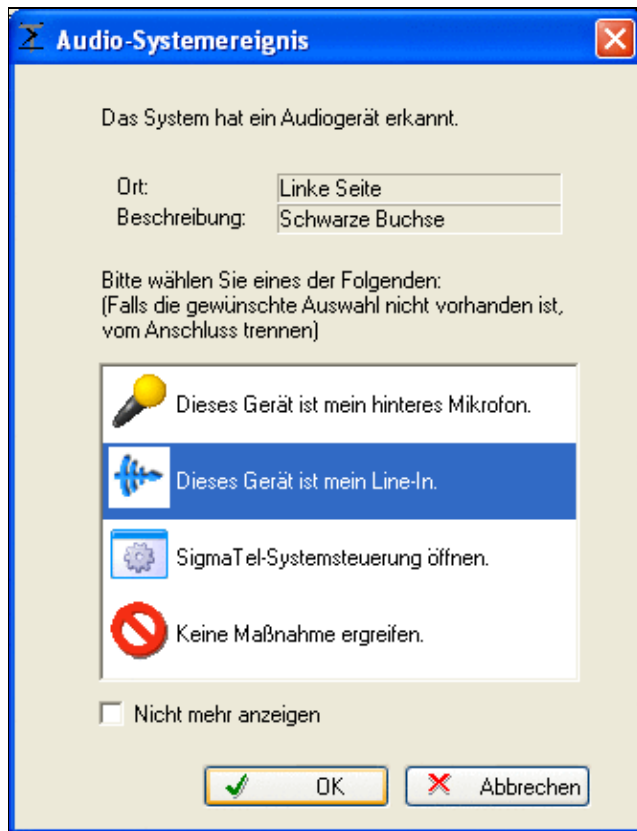 Audio-Systemereignis
Das System hat ein Audiogerät erkannt.
Ort: Linke Seite
Beschreibung: Schwarze Buchse
Bitte wählen Sie eines der Folgenden:
(Falls die gewünschte Auswahl nicht vorhanden ist,
vom Anschluss trennen)
Dieses Gerät ist mein hinteres Mikrofon.
Dieses Gerät ist mein Line-In.
SigmaTel-Systemsteuerung öffnen.
Keine Maßnahme ergreifen.
Nicht mehr anzeigen
OK Abbrechen